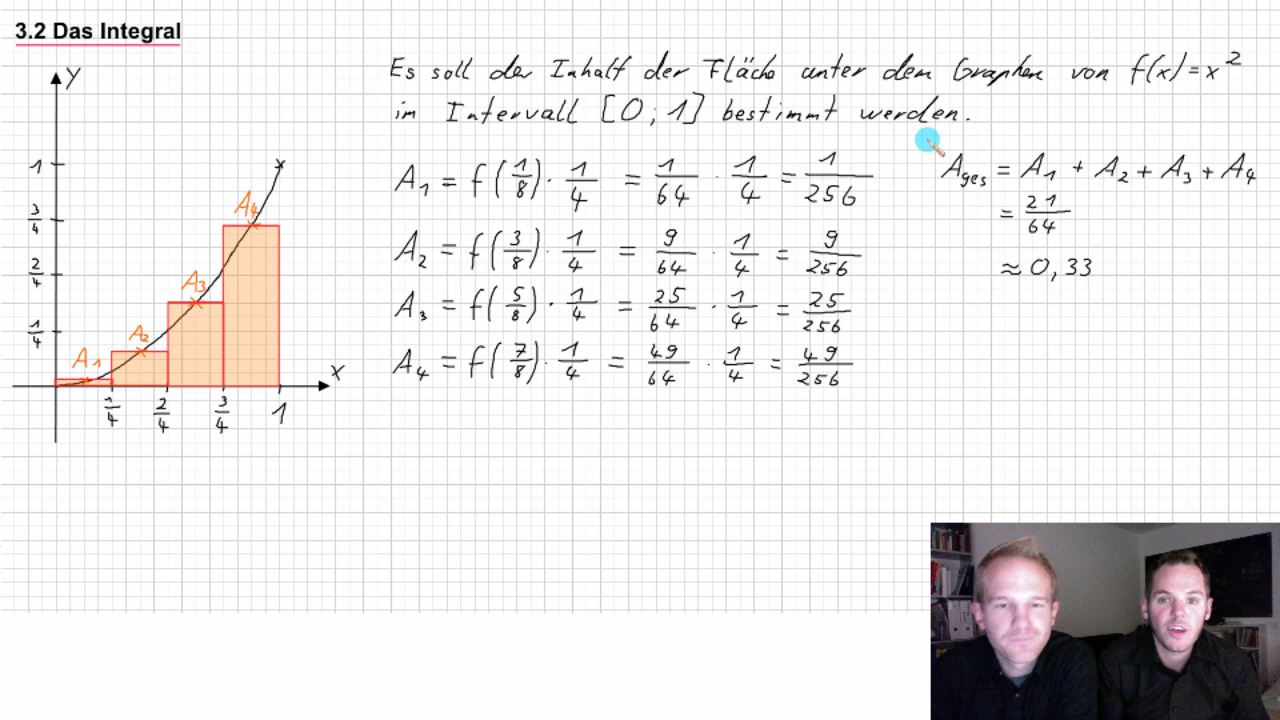 3.2 Das Integral
Es soll der Inhalt der Fläche unter dem Graphen von f(x)=x²
im Intervall [0;1] bestimmt werden.
y
1
3/4
2/4
1/4
A₁
A₂
A₃
A₄
x
1/4 2/4 3/4 1
A₁ = f(1/8)·1/4 = 1/64 · 1/4 = 1/256
A₂ = f(3/8)·1/4 = 9/64 · 1/4 = 9/256
A₃ = f(5/8)·1/4 = 25/64 · 1/4 = 25/256
A₄ = f(7/8)·1/4 = 49/64 · 1/4 = 49/256
A_ges = A₁ + A₂ + A₃ + A₄
= 21/64
≈ 0,33